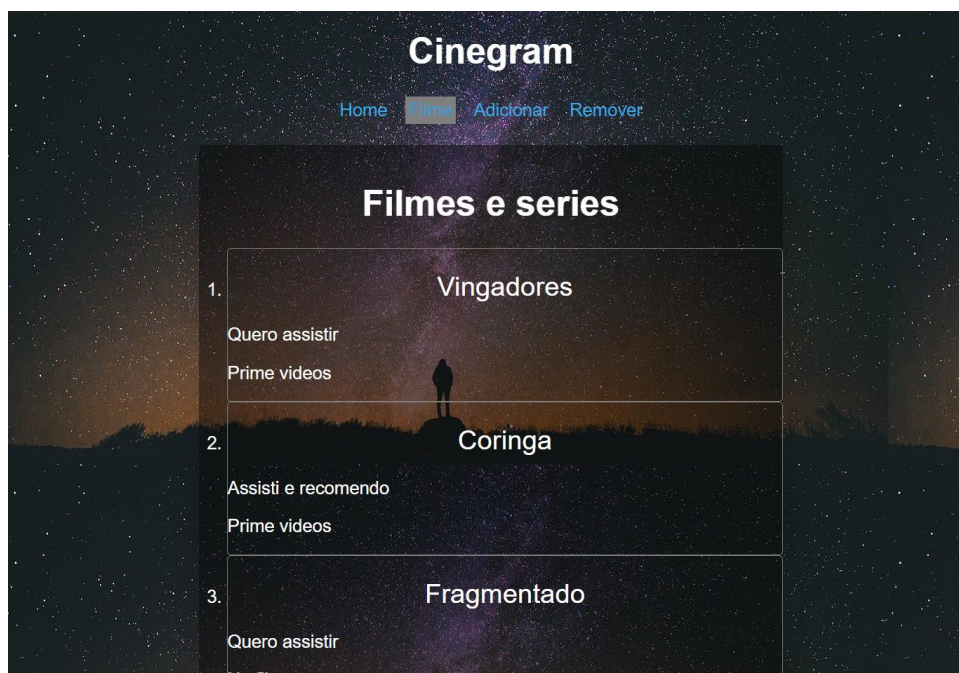 Cinegram
Home Filme Adicionar Remover
Filmes e series
1. Vingadores
Quero assistir
Prime videos
2. Coringa
Assisti e recomendo
Prime videos
3. Fragmentado
Quero assistir